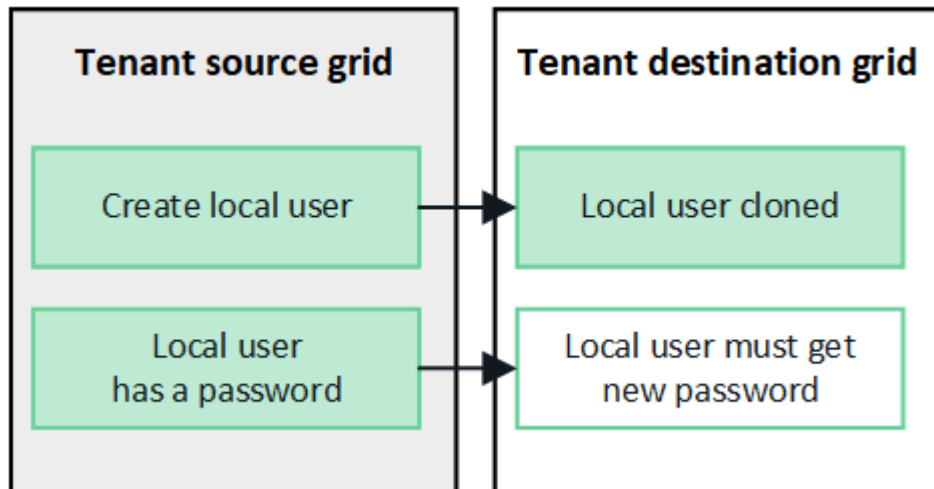 Tenant source grid
Tenant destination grid
Create local user
Local user cloned
Local user
has a password
Local user must get
new password